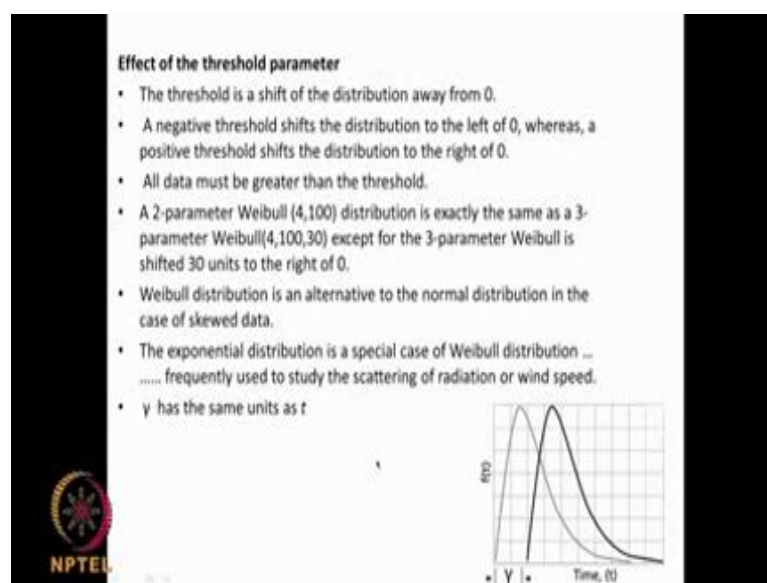 Effect of the threshold parameter
• The threshold is a shift of the distribution away from 0.
• A negative threshold shifts the distribution to the left of 0, whereas, a
positive threshold shifts the distribution to the right of 0.
• All data must be greater than the threshold.
• A 2-parameter Weibull (4,100) distribution is exactly the same as a 3-
parameter Weibull(4,100,30) except for the 3-parameter Weibull is
shifted 30 units to the right of 0.
• Weibull distribution is an alternative to the normal distribution in the
case of skewed data.
• The exponential distribution is a special case of Weibull distribution ...
...... frequently used to study the scattering of radiation or wind speed.
• γ has the same units as t
γ
Time, (t)
NPTEL